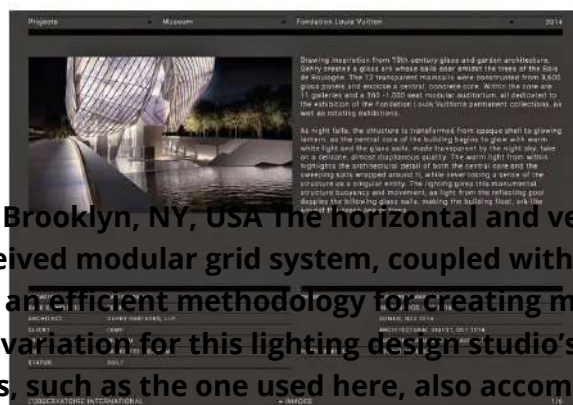 Projects Museum Fondation Louis Vuitton 2014
Drawing inspiration from 19th century glass and garden architecture,
Gehry created a glass ark whose sails soar amidst the trees of the Bois
de Boulogne. The 12 transparent mainsails were constructed from 3,600
glass panels and enclose a central, concrete core. Within the core are
11 galleries and a 360 -1,000 seat modular auditorium, all dedicated to
the exhibition of the Fondation Louis Vuitton's permanent collections, as
well as rotating exhibitions.
As night falls, the structure is transformed from opaque shell to glowing
lantern, as the central core of the building begins to glow with warm
white light and the glass sails, made transparent by the night sky, take
on a delicate, almost diaphanous quality. The warm light from within
highlights the architectural detail of both the central core and the
sweeping sails wrapped around it, while never losing a sense of the
structure as a singular entity. The lighting gives this monumental
structure buoyancy and movement, as light from the reflecting pool
dapples the billowing glass sails, making the building float, ark-like
Brooklyn, NY, USA The horizontal and ve
eived modular grid system, coupled with
an efficient methodology for creating m
ARCHITECT GEHRY PARTNERS, LLP
CLIENT LVMH
ARCHITECTURAL DIGEST, OCT 2014
variation for this lighting design studio's
STATUS BUILT
s, such as the one used here, also accom
L'OBSERVATOIRE INTERNATIONAL IMAGES 1/6